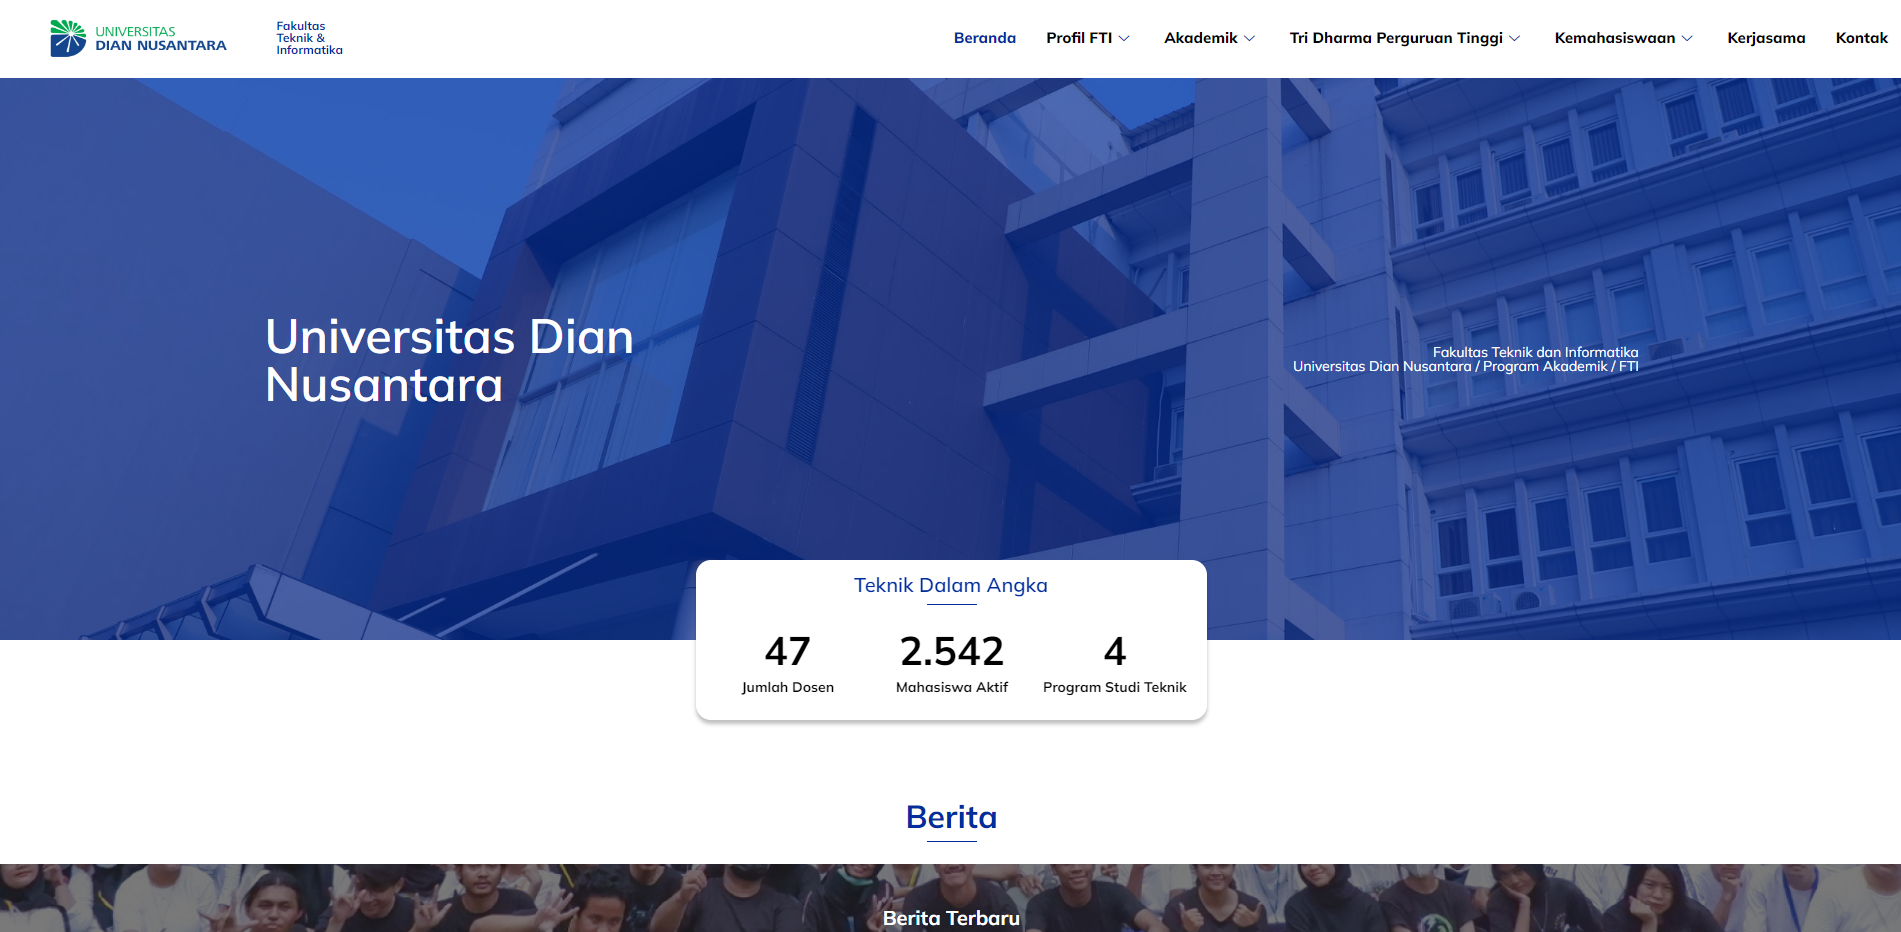 UNIVERSITAS
DIAN NUSANTARA
Fakultas
Teknik &
Informatika
Beranda
Profil FTI
Akademik
Tri Dharma Perguruan Tinggi
Kemahasiswaan
Kerjasama
Kontak
Universitas Dian
Nusantara
Fakultas Teknik dan Informatika
Universitas Dian Nusantara / Program Akademik / FTI
Teknik Dalam Angka
47
Jumlah Dosen
2.542
Mahasiswa Aktif
4
Program Studi Teknik
Berita
Berita Terbaru